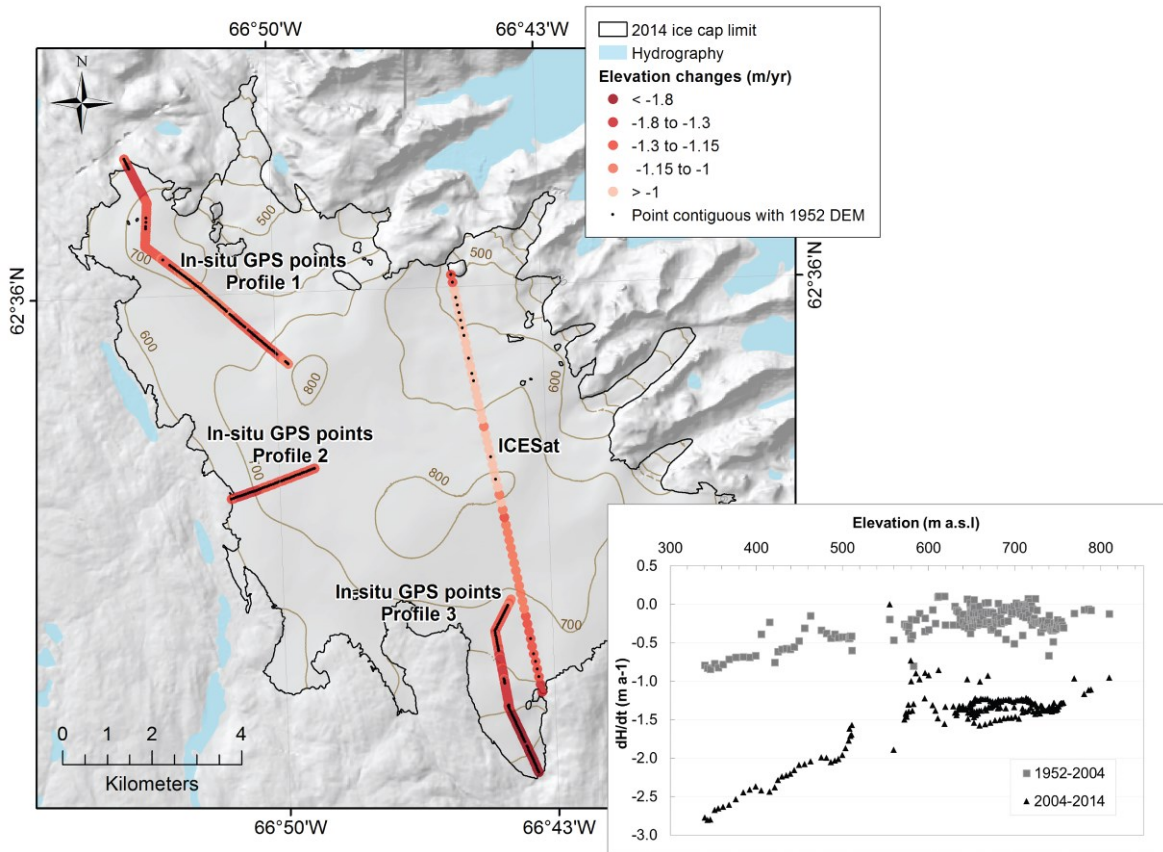 66°50'W
66°43'W
2014 ice cap limit
Hydrography
Elevation changes (m/yr)
< -1.8
-1.8 to -1.3
-1.3 to -1.15
-1.15 to -1
> -1
Point contiguous with 1952 DEM
N
500
500
In-situ GPS points
Profile 1
700
62°36'N
62°36'N
600
600
800
In-situ GPS points
Profile 2
700
ICESat
800
In-situ GPS points
Profile 3
700
0 2 4
Kilometers
66°50'W
66°43'W
Elevation (m a.s.l)
300 400 500 600 700 800
0.5
0.0
-0.5
-1.0
-1.5
-2.0
-2.5
-3.0
dH/dt (m a-1)
1952-2004
2004-2014